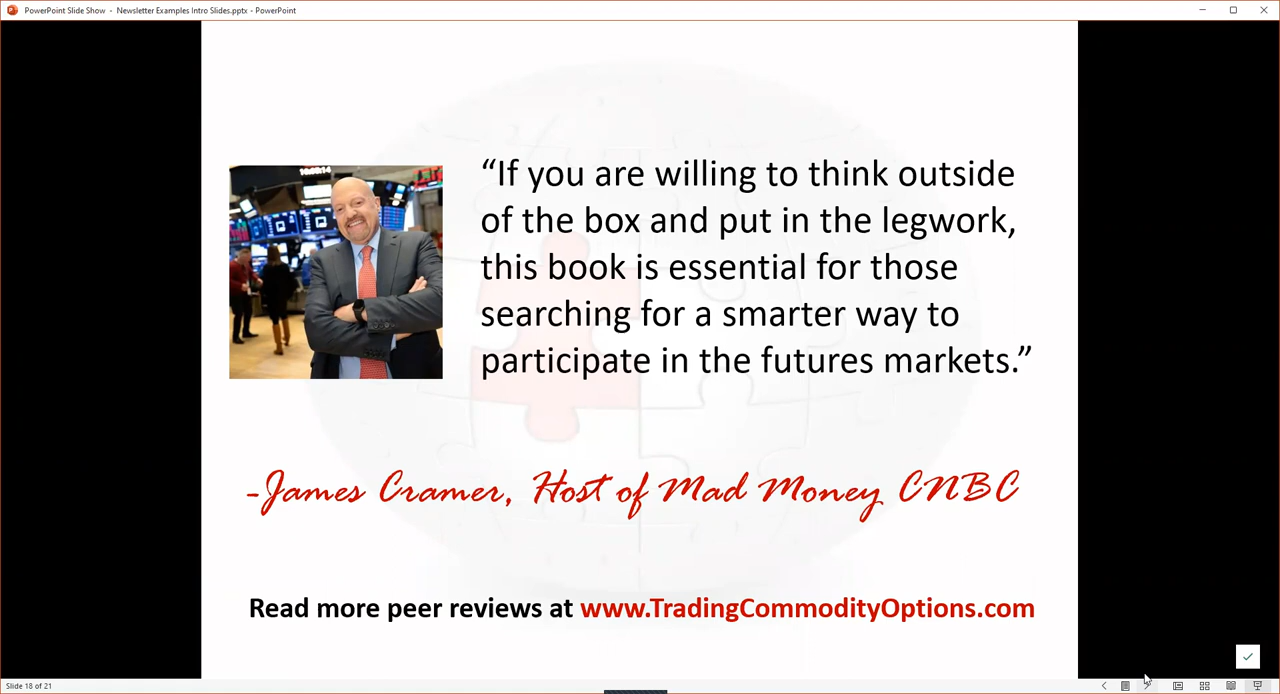 PowerPoint Slide Show - Newsletter Examples Intro Slides.pptx - PowerPoint
“If you are willing to think outside
of the box and put in the legwork,
this book is essential for those
searching for a smarter way to
participate in the futures markets.”
-James Cramer, Host of Mad Money CNBC
Read more peer reviews at www.TradingCommodityOptions.com
Slide 18 of 21